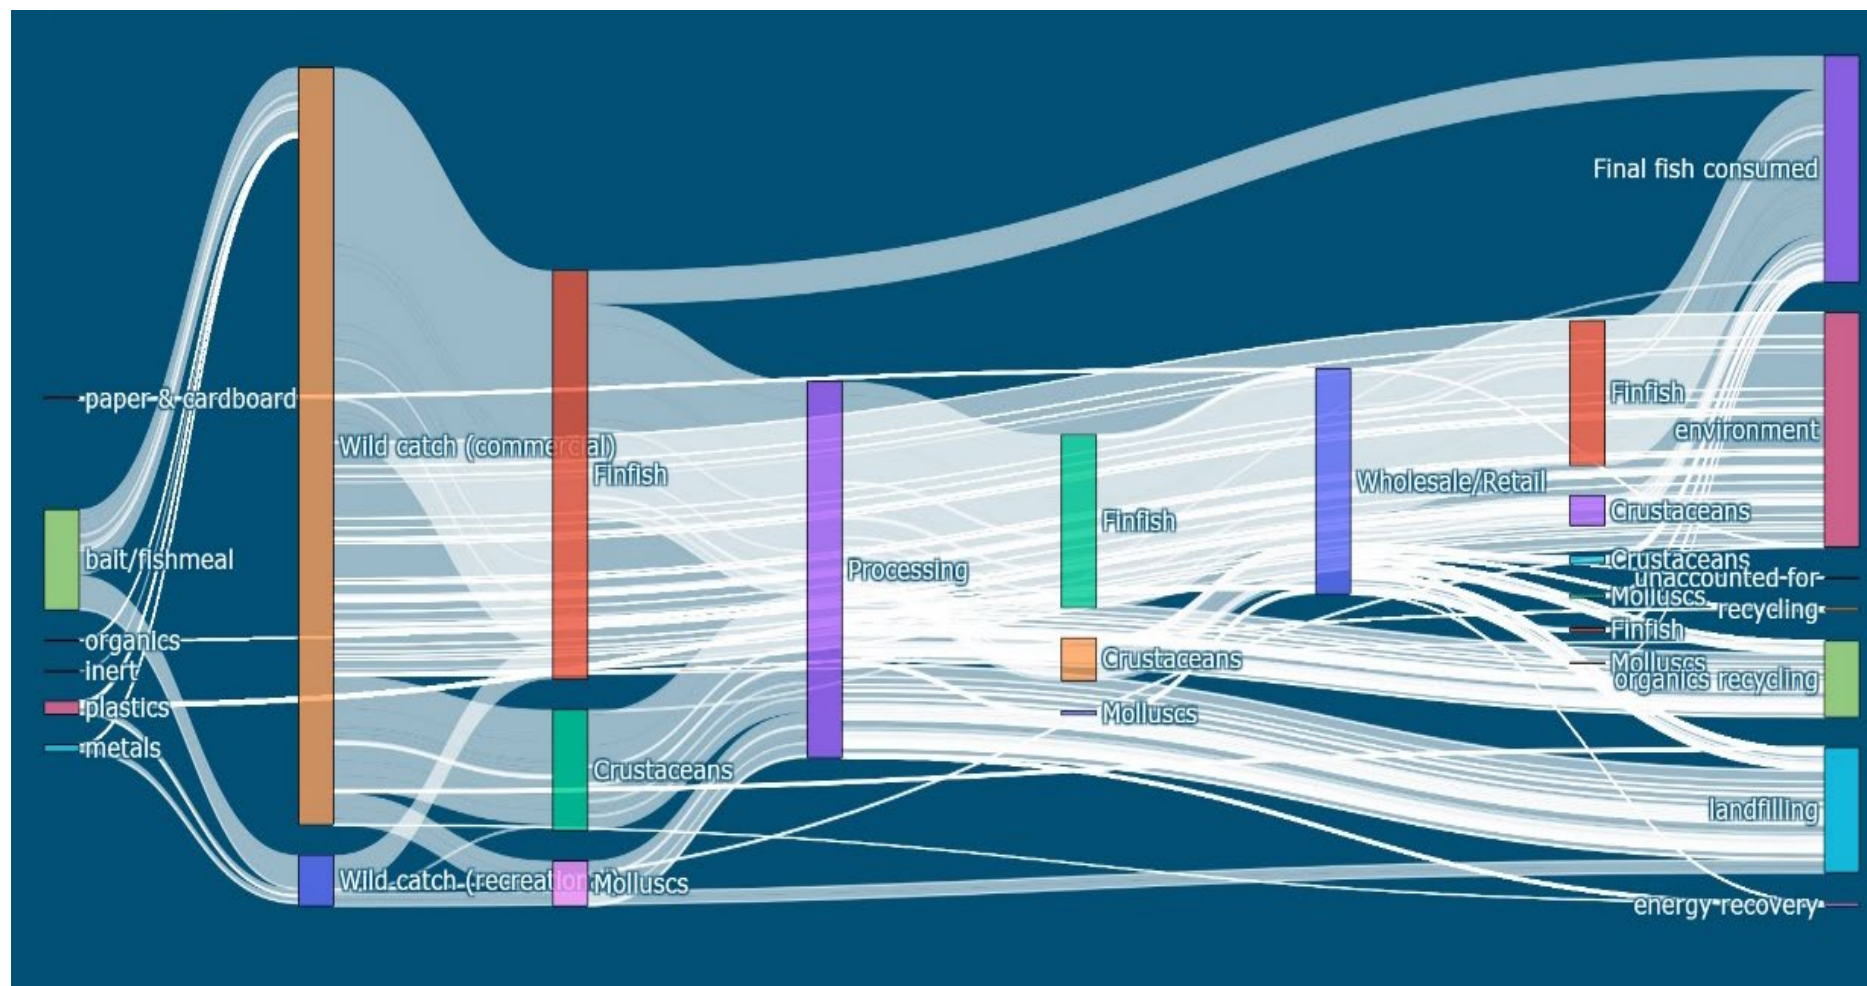 paper & cardboard
bait/fishmeal
organics
inert
plastics
metals
Wild catch (commercial)
Wild catch (recreational)
Finfish
Crustaceans
Molluscs
Processing
Finfish
Crustaceans
Molluscs
Wholesale/Retail
Finfish
Crustaceans
Crustaceans
Molluscs
Finfish
Molluscs
Final fish consumed
environment
unaccounted for
recycling
organics recycling
landfilling
energy recovery